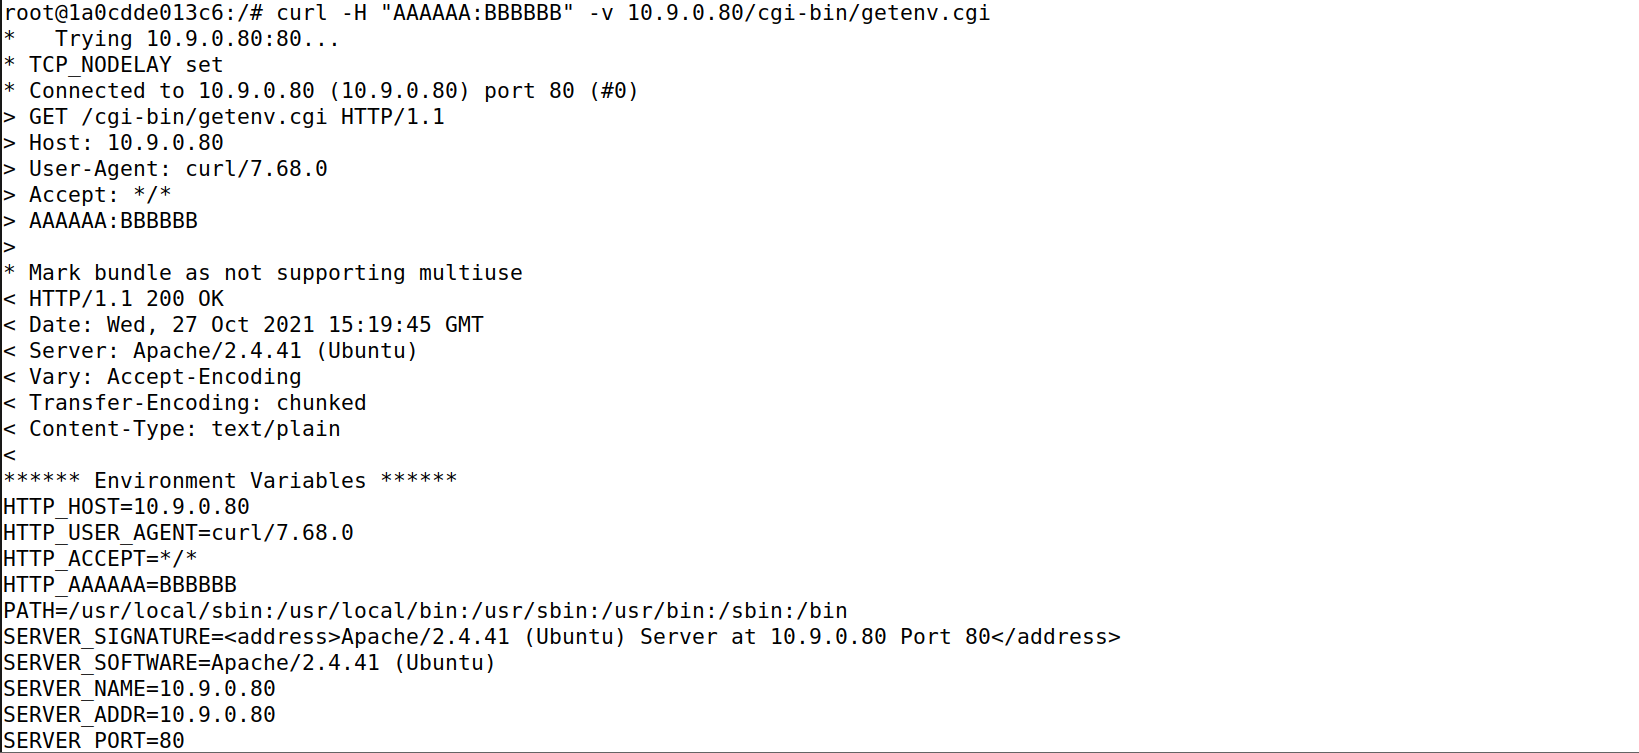 root@1a0cdde013c6:/# curl -H "AAAAAA:BBBBBB" -v 10.9.0.80/cgi-bin/getenv.cgi
*   Trying 10.9.0.80:80...
* TCP_NODELAY set
* Connected to 10.9.0.80 (10.9.0.80) port 80 (#0)
> GET /cgi-bin/getenv.cgi HTTP/1.1
> Host: 10.9.0.80
> User-Agent: curl/7.68.0
> Accept: */*
> AAAAAA:BBBBBB
>
* Mark bundle as not supporting multiuse
< HTTP/1.1 200 OK
< Date: Wed, 27 Oct 2021 15:19:45 GMT
< Server: Apache/2.4.41 (Ubuntu)
< Vary: Accept-Encoding
< Transfer-Encoding: chunked
< Content-Type: text/plain
<
****** Environment Variables ******
HTTP_HOST=10.9.0.80
HTTP_USER_AGENT=curl/7.68.0
HTTP_ACCEPT=*/*
HTTP_AAAAAA=BBBBBB
PATH=/usr/local/sbin:/usr/local/bin:/usr/sbin:/usr/bin:/sbin:/bin
SERVER_SIGNATURE=<address>Apache/2.4.41 (Ubuntu) Server at 10.9.0.80 Port 80</address>
SERVER_SOFTWARE=Apache/2.4.41 (Ubuntu)
SERVER_NAME=10.9.0.80
SERVER_ADDR=10.9.0.80
SERVER_PORT=80